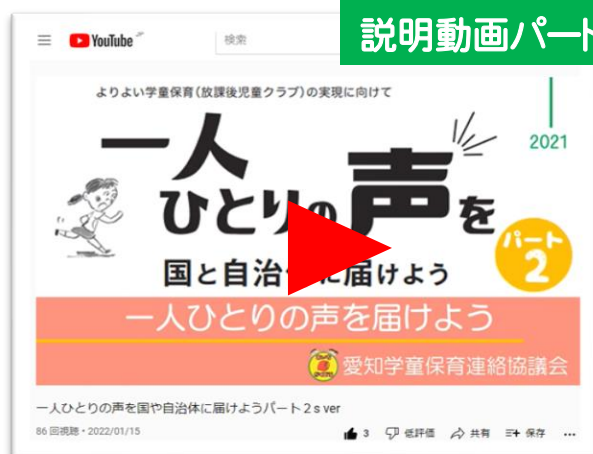 説明動画パート
YouTube JP
検索
よりよい学童保育(放課後児童クラブ)の実現に向けて
2021
一人
ひとりの声を
パート
2
国と自治体に届けよう
一人ひとりの声を届けよう
愛知学童保育連絡協議会
一人ひとりの声を国や自治体に届けようパート2 s ver
86 回視聴・2022/01/15
3 低評価 共有 保存